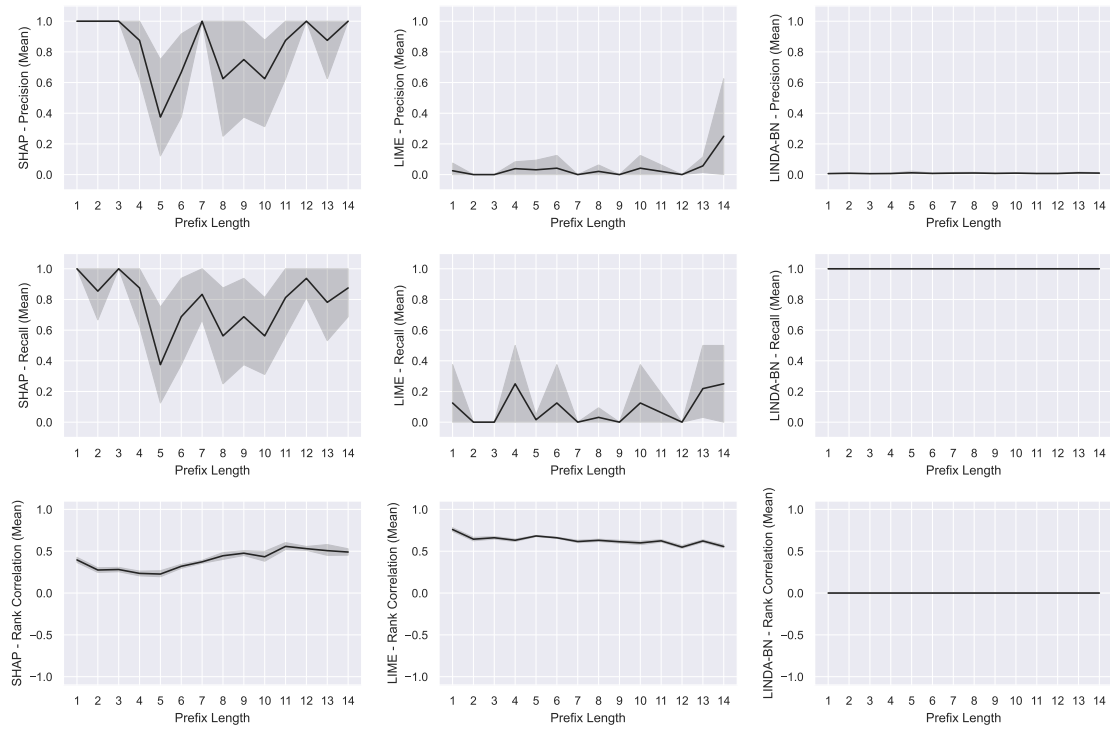 SHAP - Precision (Mean)
1.0
0.8
0.6
0.4
0.2
0.0
1 2 3 4 5 6 7 8 9 10 11 12 13 14
Prefix Length
LIME - Precision (Mean)
1.0
0.8
0.6
0.4
0.2
0.0
1 2 3 4 5 6 7 8 9 10 11 12 13 14
Prefix Length
LINDA-BN - Precision (Mean)
1.0
0.8
0.6
0.4
0.2
0.0
1 2 3 4 5 6 7 8 9 10 11 12 13 14
Prefix Length
SHAP - Recall (Mean)
1.0
0.8
0.6
0.4
0.2
0.0
1 2 3 4 5 6 7 8 9 10 11 12 13 14
Prefix Length
LIME - Recall (Mean)
1.0
0.8
0.6
0.4
0.2
0.0
1 2 3 4 5 6 7 8 9 10 11 12 13 14
Prefix Length
LINDA-BN - Recall (Mean)
1.0
0.8
0.6
0.4
0.2
0.0
1 2 3 4 5 6 7 8 9 10 11 12 13 14
Prefix Length
SHAP - Rank Correlation (Mean)
1.0
0.5
0.0
−0.5
−1.0
1 2 3 4 5 6 7 8 9 10 11 12 13 14
Prefix Length
LIME - Rank Correlation (Mean)
1.0
0.5
0.0
−0.5
−1.0
1 2 3 4 5 6 7 8 9 10 11 12 13 14
Prefix Length
LINDA-BN - Rank Correlation (Mean)
1.0
0.5
0.0
−0.5
−1.0
1 2 3 4 5 6 7 8 9 10 11 12 13 14
Prefix Length